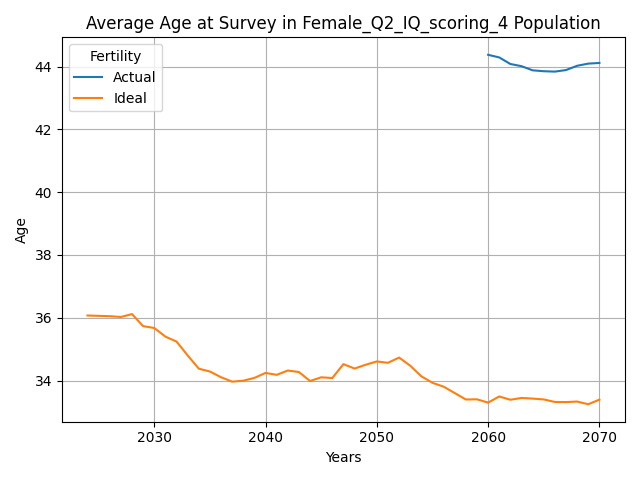 Average Age at Survey in Female_Q2_IQ_scoring_4 Population
Fertility
Actual
Ideal
Age
44
42
40
38
36
34
2030
2040
2050
2060
2070
Years